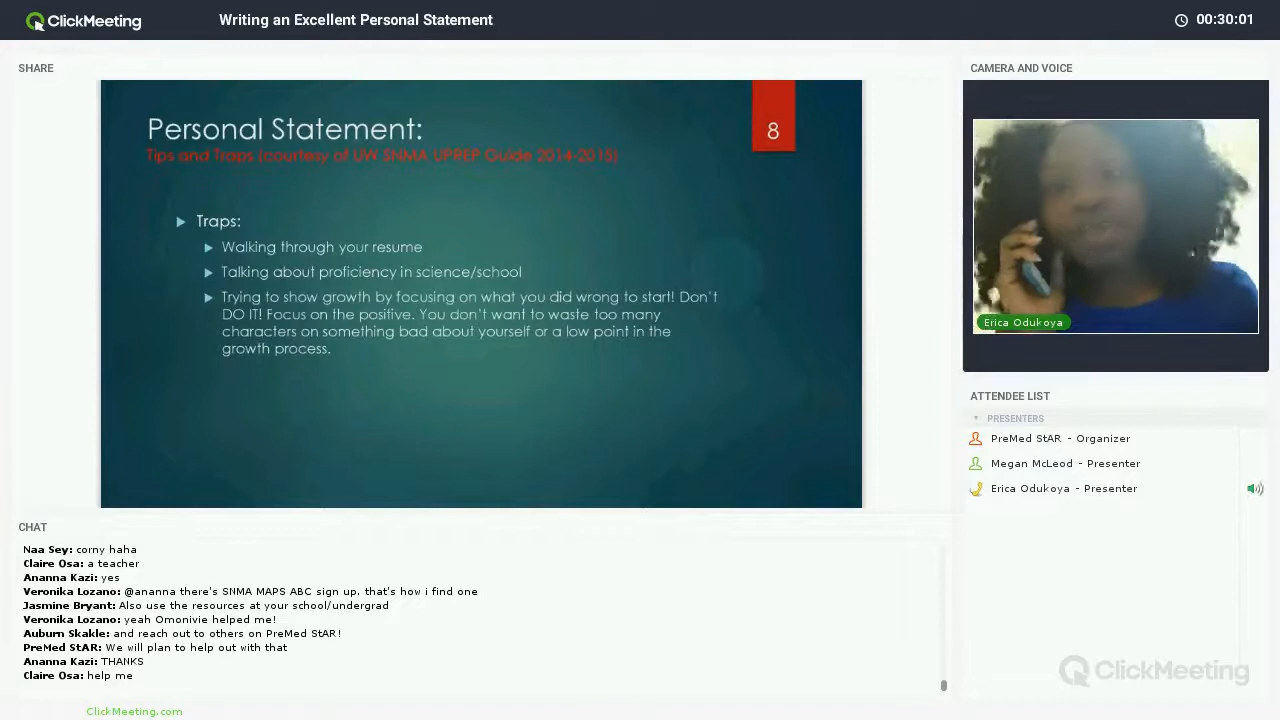 ClickMeeting
Writing an Excellent Personal Statement
00:30:01
SHARE
Personal Statement:
Tips and Traps (courtesy of UW SNMA UPREP Guide 2014-2015)
8
Traps:
Walking through your resume
Talking about proficiency in science/school
Trying to show growth by focusing on what you did wrong to start! Don't
DO IT! Focus on the positive. You don't want to waste too many
characters on something bad about yourself or a low point in the
growth process.
CAMERA AND VOICE
Erica Odukoya
ATTENDEE LIST
PRESENTERS
PreMed StAR - Organizer
Megan McLeod - Presenter
Erica Odukoya - Presenter
CHAT
Naa Sey: corny haha
Claire Osa: a teacher
Ananna Kazi: yes
Veronika Lozano: @ananna there's SNMA MAPS ABC sign up. that's how i find one
Jasmine Bryant: Also use the resources at your school/undergrad
Veronika Lozano: yeah Omonivie helped me!
Auburn Skakle: and reach out to others on PreMed StAR!
PreMed StAR: We will plan to help out with that
Ananna Kazi: THANKS
Claire Osa: help me
ClickMeeting
ClickMeeting.com